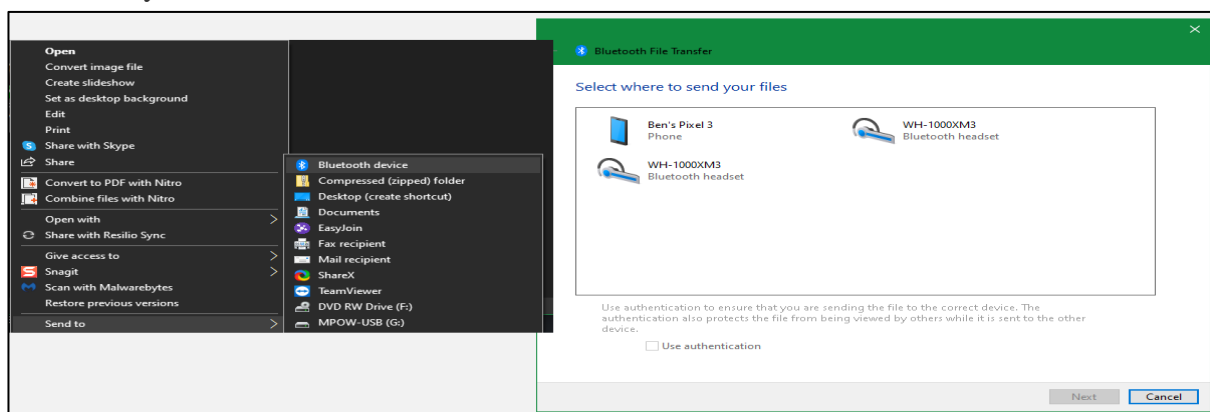 Open
Convert image file
Create slideshow
Set as desktop background
Edit
Print
Share with Skype
Share
Convert to PDF with Nitro
Combine files with Nitro
Open with
Share with Resilio Sync
Give access to
Snagit
Scan with Malwarebytes
Restore previous versions
Send to
Bluetooth device
Compressed (zipped) folder
Desktop (create shortcut)
Documents
EasyJoin
Fax recipient
Mail recipient
ShareX
TeamViewer
DVD RW Drive (F:)
MPOW-USB (G:)
Bluetooth File Transfer
Select where to send your files
Ben's Pixel 3
Phone
WH-1000XM3
Bluetooth headset
WH-1000XM3
Bluetooth headset
Use authentication to ensure that you are sending the file to the correct device. The
authentication also protects the file from being viewed by others while it is sent to the other
device.
Use authentication
Next
Cancel